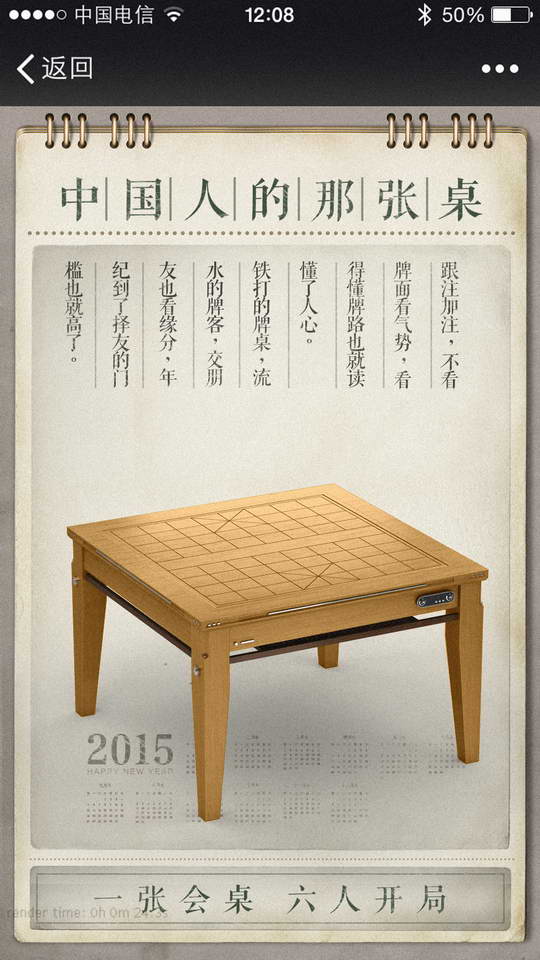 中国电信
12:08
50%
返回
中国人的那张桌
跟注加注，不看
牌面看气势，看
得懂牌路也就读
懂了人心。
铁打的牌桌，流
水的牌客，交朋
友也看缘分，年
纪到了择友的门
槛也就高了。
2015
HAPPY NEW YEAR
一张会桌 六人开局
render time: 0h 0m 24.3s